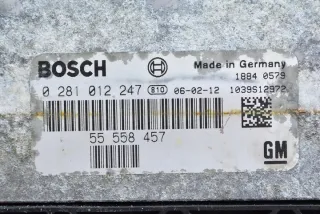 BOSCH
Made in Germany
1884 0579
0 281 012 247 810 06-02-12 1039S12972
55 558 457
GM